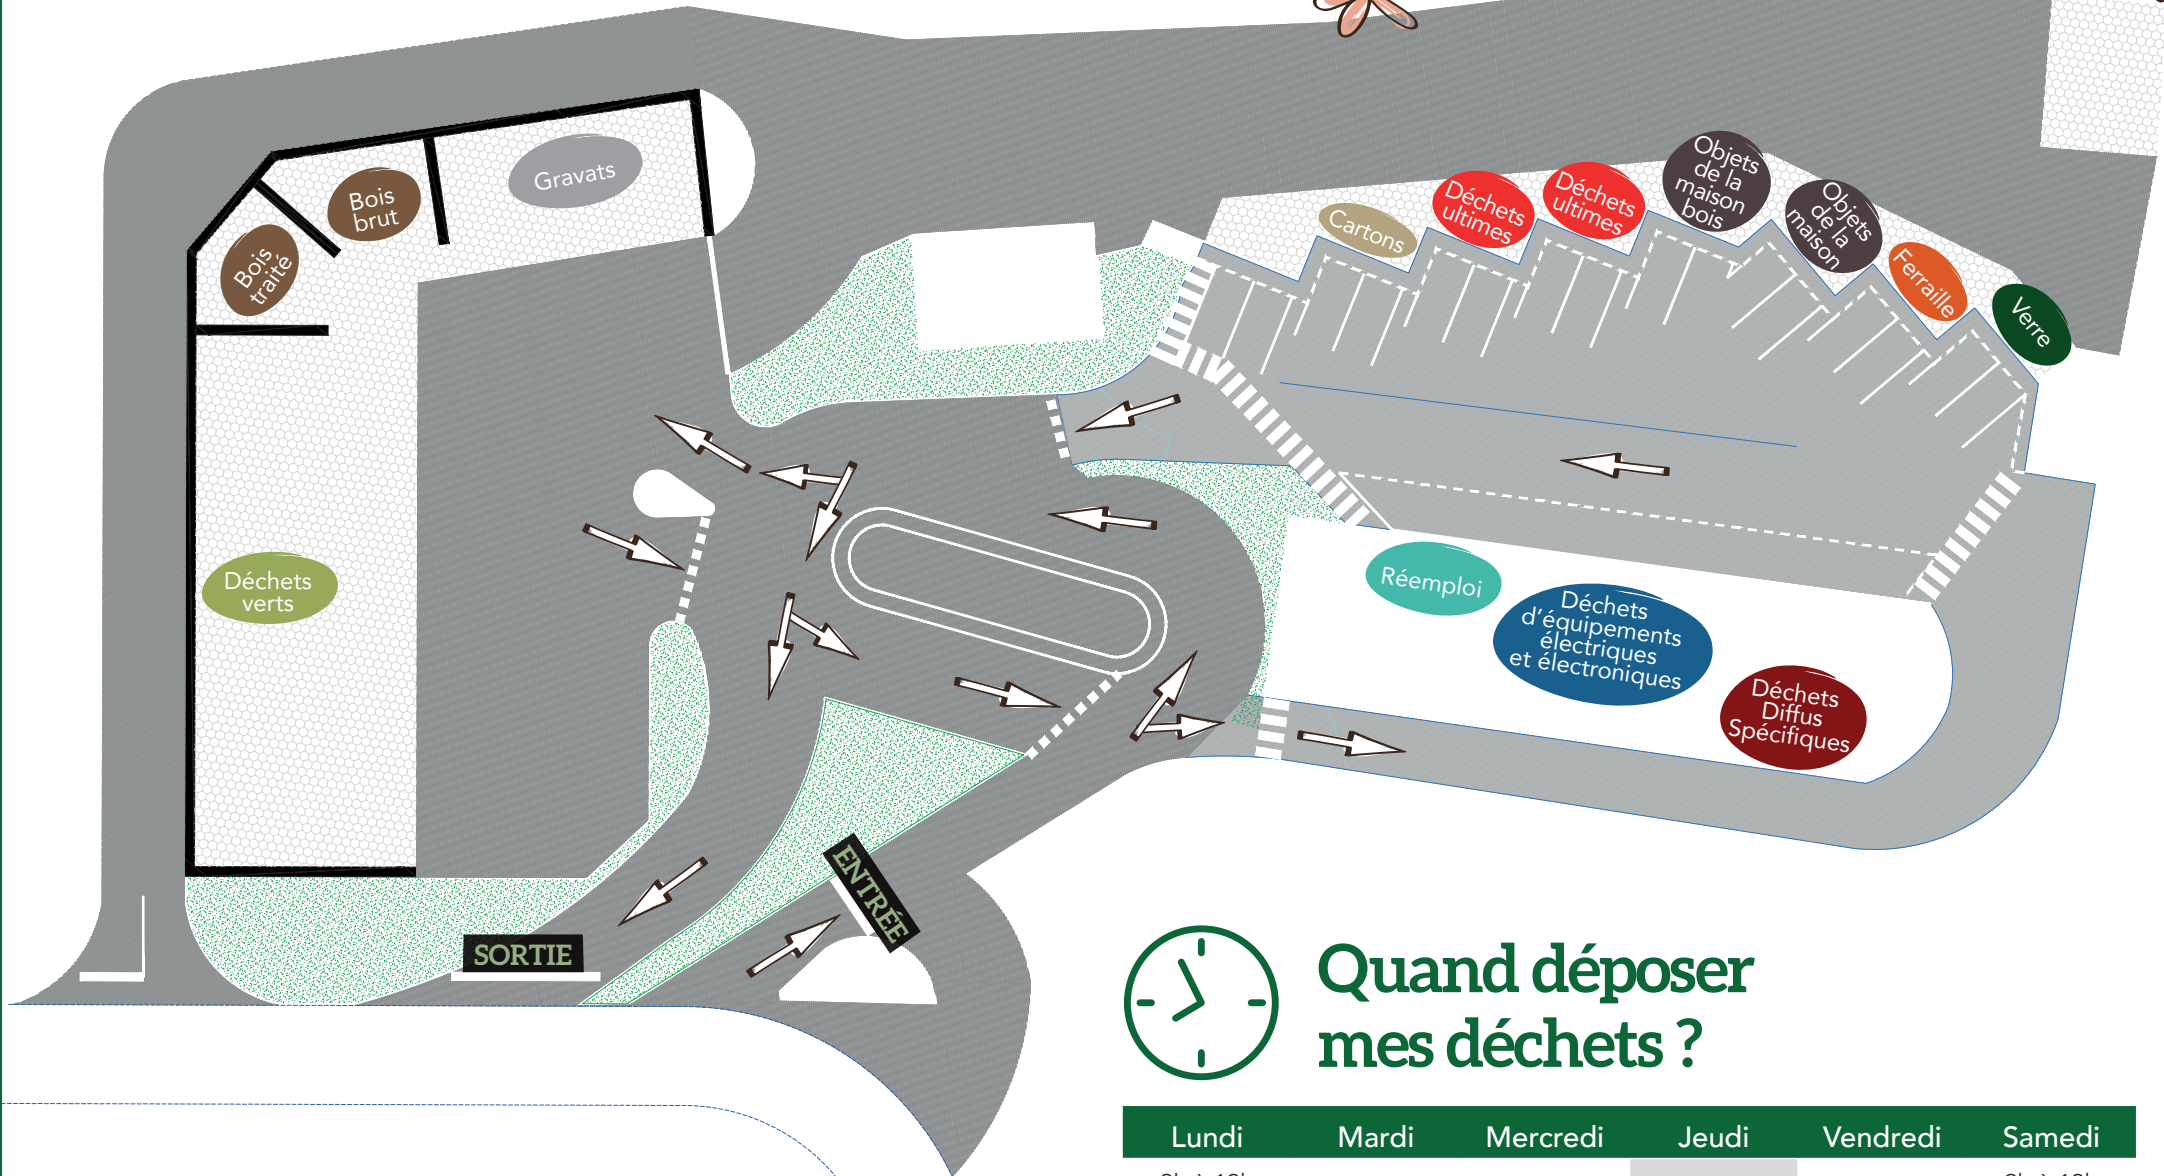 Gravats
Bois
brut
Bois
traité
Déchets
verts
Cartons
Déchets
ultimes
Déchets
ultimes
Objets
de la
maison
bois
Objets
de la
maison
Ferraille
Verre
Réemploi
Déchets
d'équipements
électriques
et électroniques
Déchets
Diffus
Spécifiques
ENTRÉE
SORTIE
Quand déposer
mes déchets ?
Lundi Mardi Mercredi Jeudi Vendredi Samedi